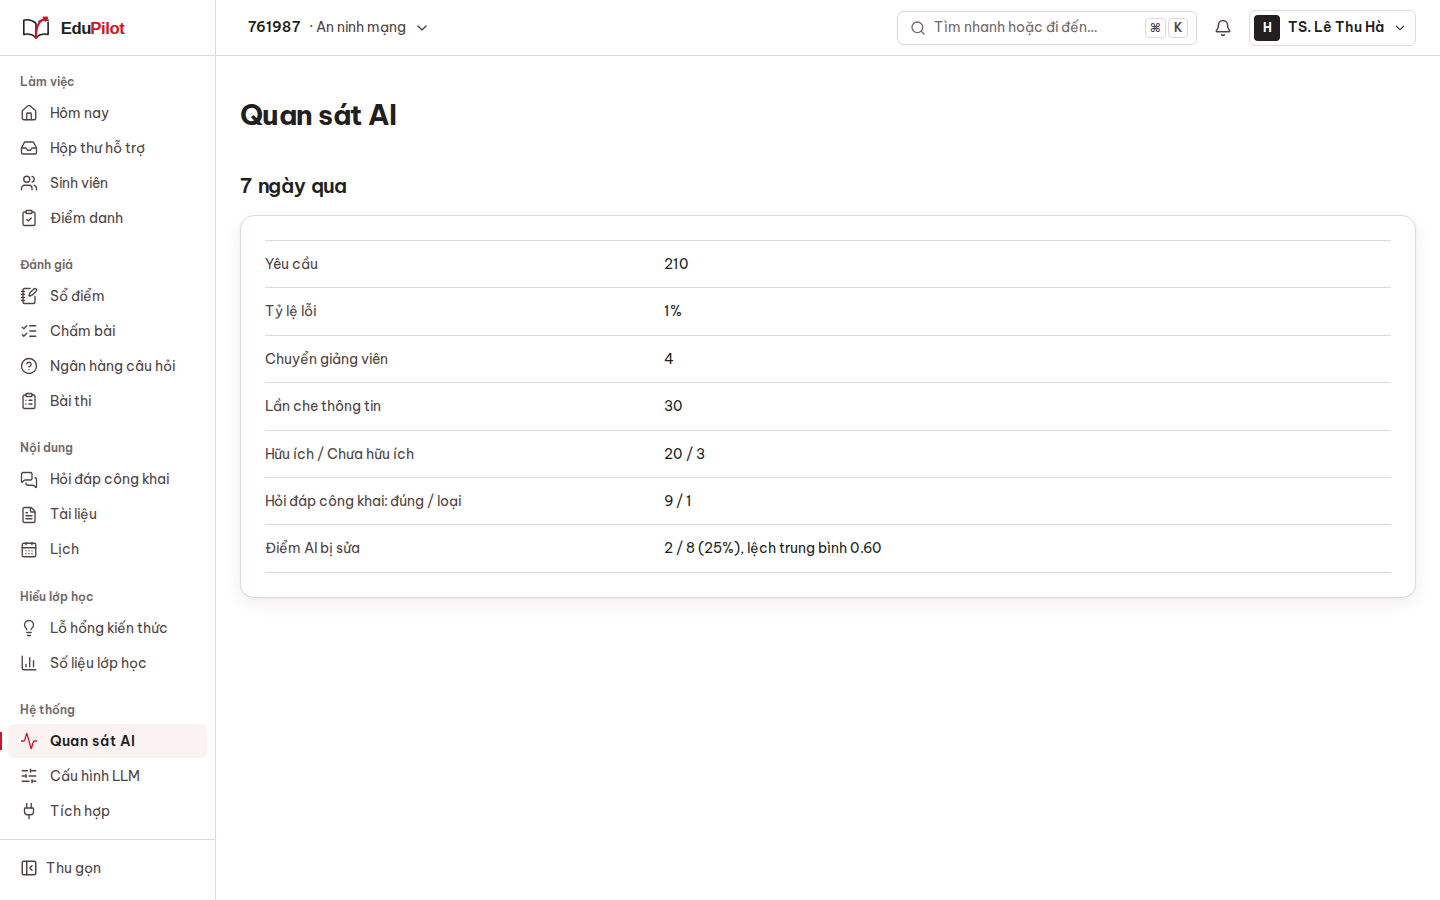 EduPilot
761987 · An ninh mạng
Tìm nhanh hoặc đi đến...
⌘ K
H TS. Lê Thu Hà
Làm việc
Hôm nay
Hộp thư hỗ trợ
Sinh viên
Điểm danh
Đánh giá
Sổ điểm
Chấm bài
Ngân hàng câu hỏi
Bài thi
Nội dung
Hỏi đáp công khai
Tài liệu
Lịch
Hiểu lớp học
Lỗ hổng kiến thức
Số liệu lớp học
Hệ thống
Quan sát AI
Cấu hình LLM
Tích hợp
Thu gọn
Quan sát AI
7 ngày qua
Yêu cầu 210
Tỷ lệ lỗi 1%
Chuyển giảng viên 4
Lần che thông tin 30
Hữu ích / Chưa hữu ích 20 / 3
Hỏi đáp công khai: đúng / loại 9 / 1
Điểm AI bị sửa 2 / 8 (25%), lệch trung bình 0.60